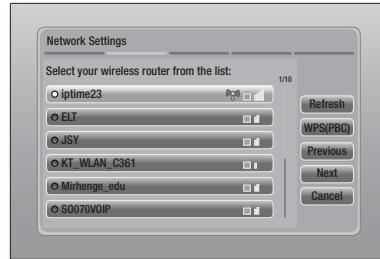 Network Settings
Select your wireless router from the list:
1/10
iptime23
ELT
JSY
KT_WLAN_C361
Mirhenge_edu
SO070VOIP
Refresh
WPS(PBC)
Previous
Next
Cancel